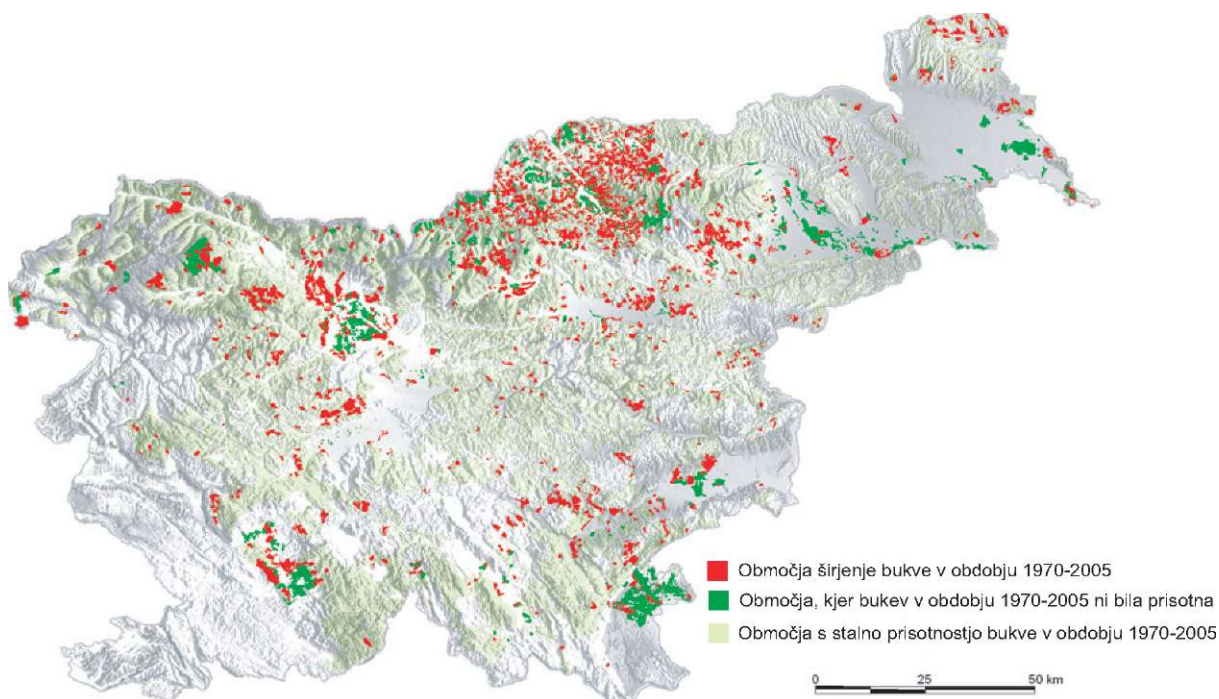 Območja širjenje bukve v obdobju 1970-2005
Območja, kjer bukev v obdobju 1970-2005 ni bila prisotna
Območja s stalno prisotnostjo bukve v obdobju 1970-2005
0 25 50 km